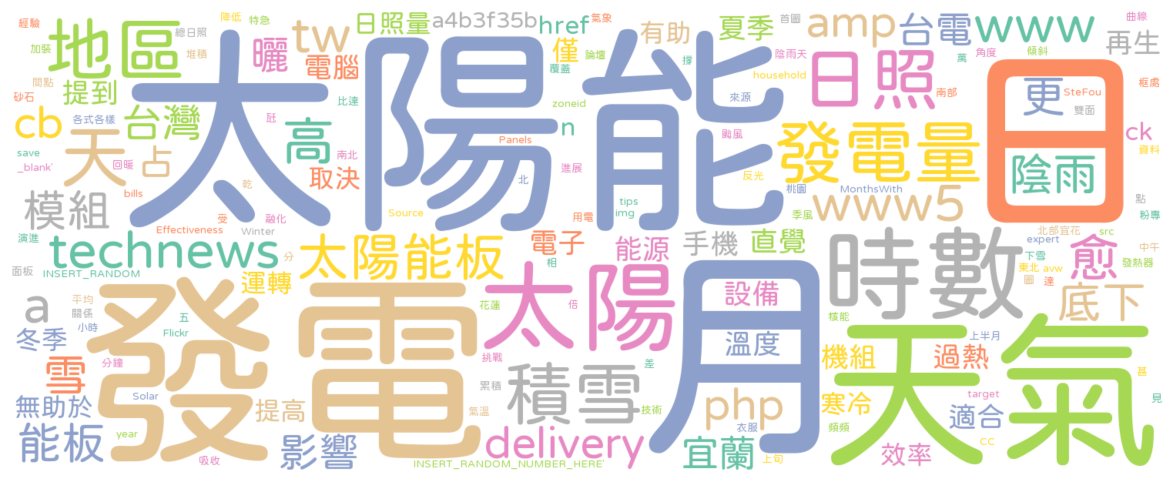 經驗
總日照
降低
特急
日照量
a4b3f35b
href
氣象
首圖
有助
夏季
amp
台電
www
曲線
再生
加裝
地區
堆積
曬
tw
電腦
僅
論壇
覆蓋
陰雨天
撐
萬
角度
傾斜
間點
砂石
提到
太陽能
household
日照
南部
日
更
SteFou
雙面
框處
cb
各式各樣
台灣
比達
zoneid
來源
n
颱風
發電量
陰雨
ck
資料
save
_blank'
天
占
瓩
高
南北
Panels
進展
反光
回暖
取決
北
桃園
MonthsWith
bills
乾
tips
img
季風
www5
點
粉專
模組
受
融化
Source
用電
演進
Effectiveness
Winter
北部宜花
src
technews
太陽能板
電子
能源
手機
直覺
時數
expert
中午
分
相
下雪
愈
發熱器
面板
INSERT_RANDOM
運轉
東北
avw
圖
達
a
平均
關係
發電
花蓮
倍
太陽
月
設備
核能
底下
小時
五
Flickr
冬季
溫度
上半月
天氣
雪
分鐘
挑戰
差
機組
過熱
甚
見
無助於
Solar
提高
累積
積雪
技術
php
寒冷
target
適合
氣溫
衣服
頻頻
能板
year
影響
delivery
宜蘭
cc
效率
吸收
INSERT_RANDOM_NUMBER_HERE'
上旬